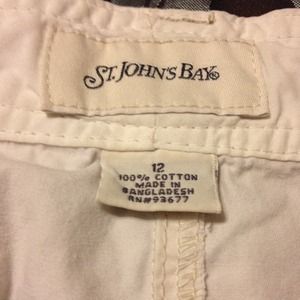 ST. JOHN'S BAY®
12
100% COTTON
MADE IN
BANGLADESH
RN#93677